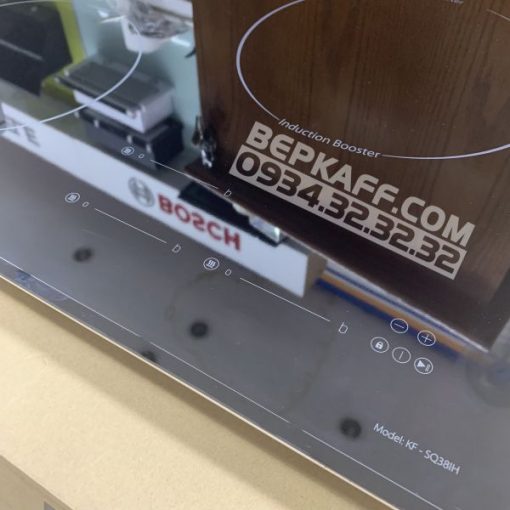 Induction Booster
BEPKAFF.COM
0934.32.32.32
BOSCH
Model: KF - SQ38IH